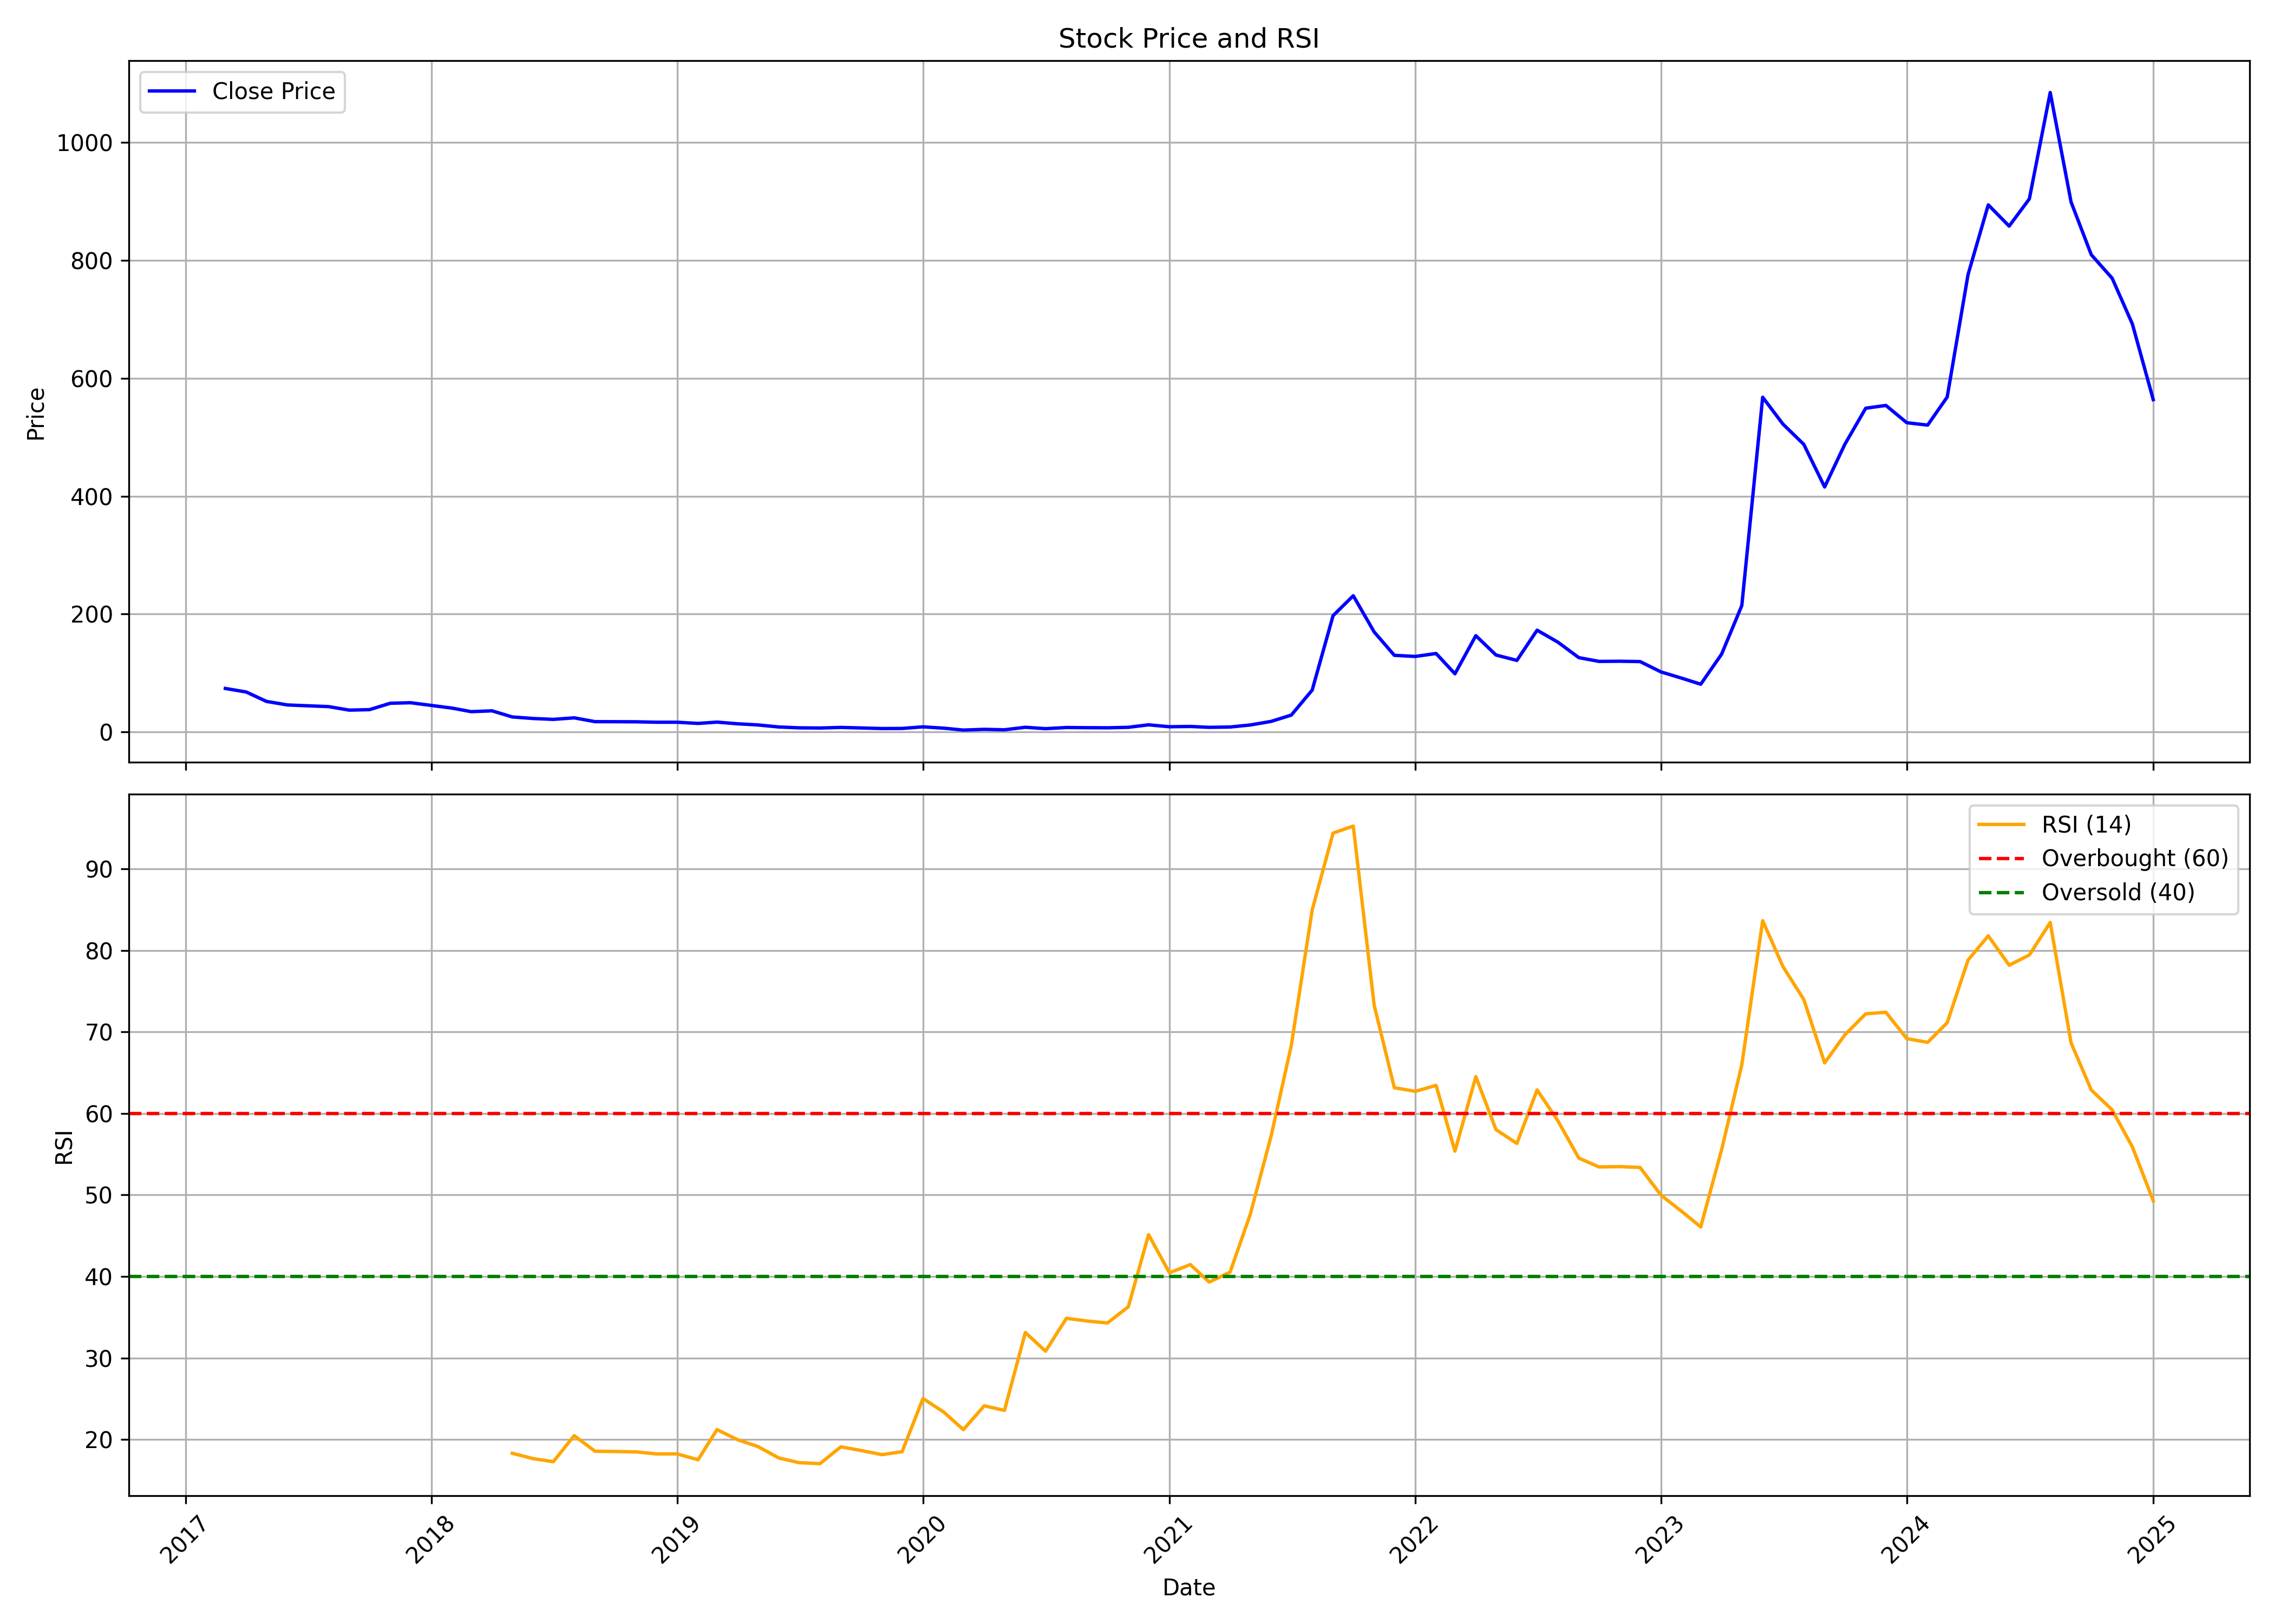 Stock Price and RSI
Close Price
1000
800
600
400
200
0
Price
RSI (14)
Overbought (60)
Oversold (40)
90
80
70
60
50
40
30
20
RSI
2017
2018
2019
2020
2021
2022
2023
2024
2025
Date